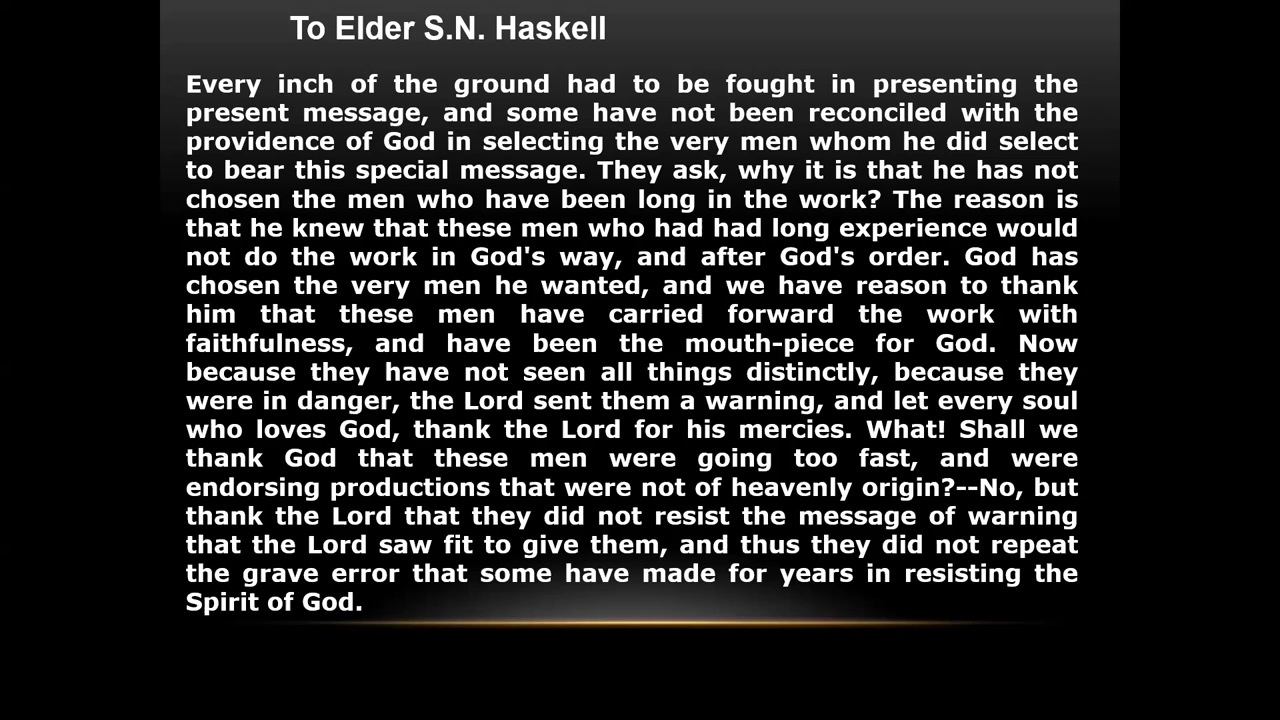 To Elder S.N. Haskell
Every inch of the ground had to be fought in presenting the
present message, and some have not been reconciled with the
providence of God in selecting the very men whom he did select
to bear this special message. They ask, why it is that he has not
chosen the men who have been long in the work? The reason is
that he knew that these men who had had long experience would
not do the work in God's way, and after God's order. God has
chosen the very men he wanted, and we have reason to thank
him that these men have carried forward the work with
faithfulness, and have been the mouth-piece for God. Now
because they have not seen all things distinctly, because they
were in danger, the Lord sent them a warning, and let every soul
who loves God, thank the Lord for his mercies. What! Shall we
thank God that these men were going too fast, and were
endorsing productions that were not of heavenly origin?--No, but
thank the Lord that they did not resist the message of warning
that the Lord saw fit to give them, and thus they did not repeat
the grave error that some have made for years in resisting the
Spirit of God.